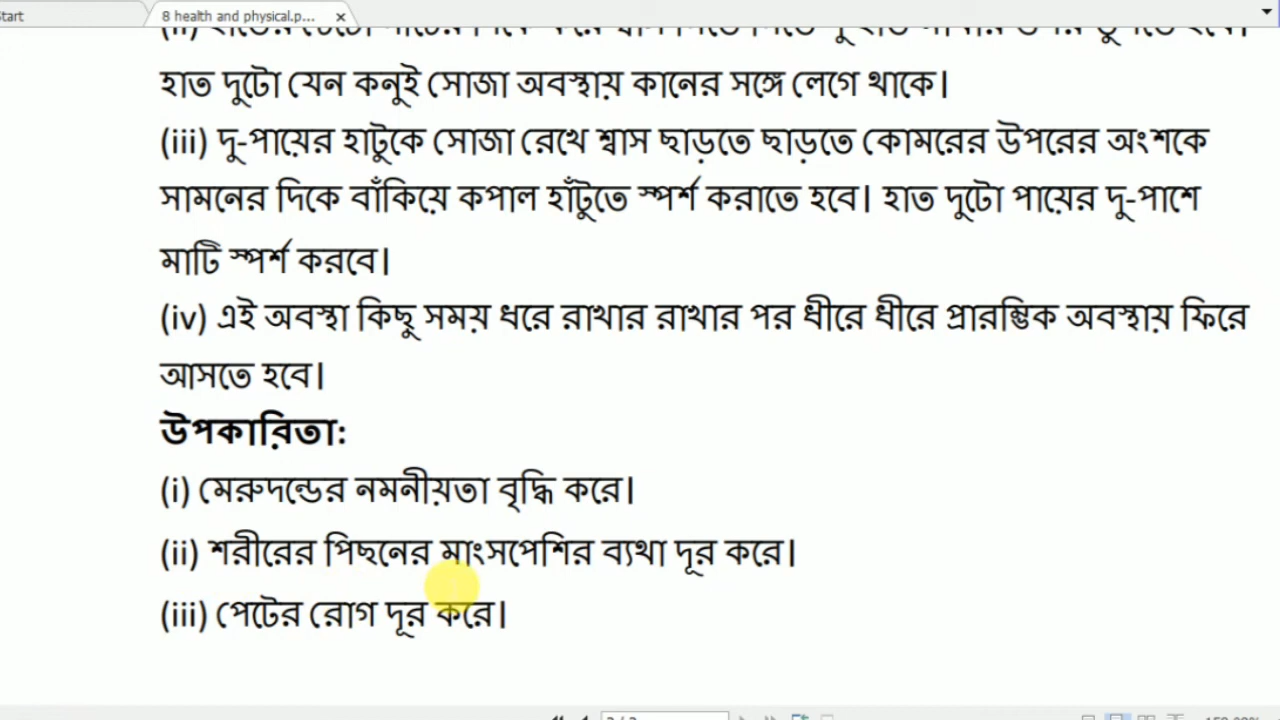 Start
8 health and physical.p...
হাত দুটো যেন কনুই সোজা অবস্থায় কানের সঙ্গে লেগে থাকে।
(iii) দু-পায়ের হাটুকে সোজা রেখে শ্বাস ছাড়তে ছাড়তে কোমরের উপরের অংশকে
সামনের দিকে বাঁকিয়ে কপাল হাঁটুতে স্পর্শ করাতে হবে। হাত দুটো পায়ের দু-পাশে
মাটি স্পর্শ করবে।
(iv) এই অবস্থা কিছু সময় ধরে রাখার রাখার পর ধীরে ধীরে প্রারম্ভিক অবস্থায় ফিরে
আসতে হবে।
উপকারিতা:
(i) মেরুদন্ডের নমনীয়তা বৃদ্ধি করে।
(ii) শরীরের পিছনের মাংসপেশির ব্যথা দূর করে।
(iii) পেটের রোগ দূর করে।